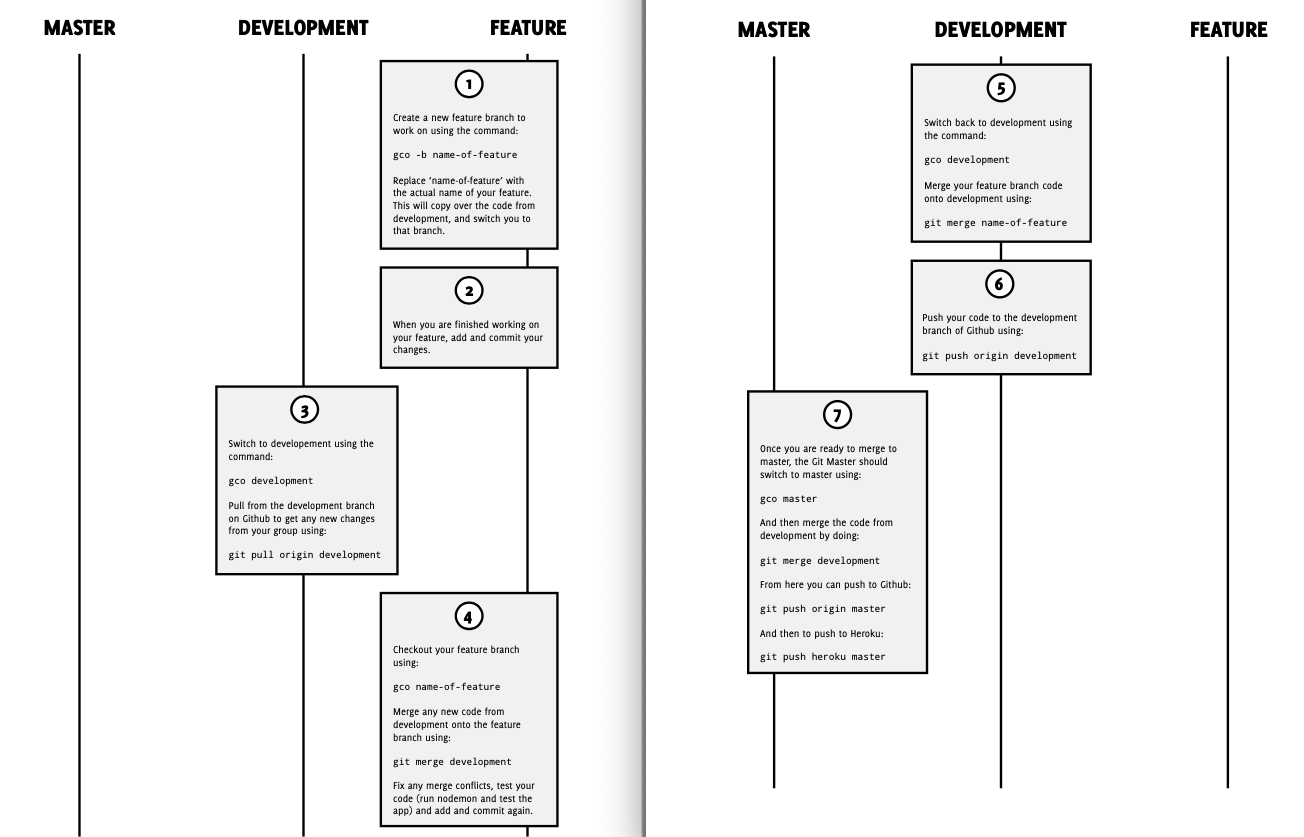 MASTER
DEVELOPMENT
FEATURE
1
Create a new feature branch to
work on using the command:
gco -b name-of-feature
Replace ‘name-of-feature’ with
the actual name of your feature.
This will copy over the code from
development, and switch you to
that branch.
2
When you are finished working on
your feature, add and commit your
changes.
3
Switch to developement using the
command:
gco development
Pull from the development branch
on Github to get any new changes
from your group using:
git pull origin development
4
Checkout your feature branch
using:
gco name-of-feature
Merge any new code from
development onto the feature
branch using:
git merge development
Fix any merge conflicts, test your
code (run nodemon and test the
app) and add and commit again.
MASTER
DEVELOPMENT
FEATURE
5
Switch back to development using
the command:
gco development
Merge your feature branch code
onto development using:
git merge name-of-feature
6
Push your code to the development
branch of Github using:
git push origin development
7
Once you are ready to merge to
master, the Git Master should
switch to master using:
gco master
And then merge the code from
development by doing:
git merge development
From here you can push to Github:
git push origin master
And then to push to Heroku:
git push heroku master